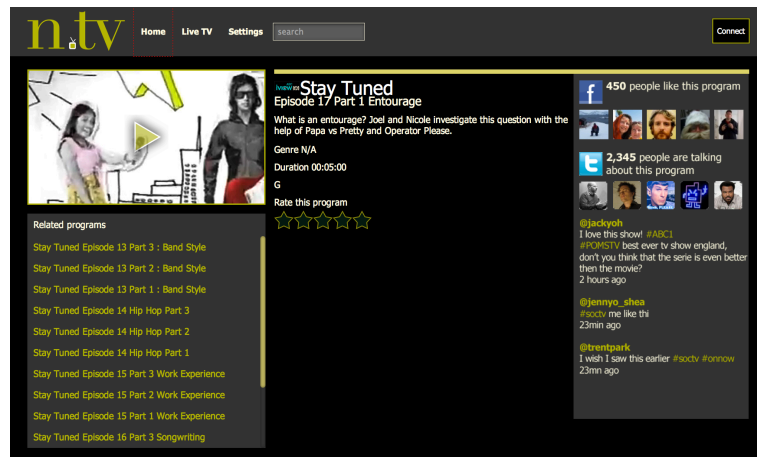 n.tv
Home Live TV Settings search Connect
iview
Stay Tuned
Episode 17 Part 1 Entourage
What is an entourage? Joel and Nicole investigate this question with the
help of Papa vs Pretty and Operator Please.
Genre N/A
Duration 00:05:00
G
Rate this program
Related programs
Stay Tuned Episode 13 Part 3 : Band Style
Stay Tuned Episode 13 Part 2 : Band Style
Stay Tuned Episode 13 Part 1 : Band Style
Stay Tuned Episode 14 Hip Hop Part 3
Stay Tuned Episode 14 Hip Hop Part 2
Stay Tuned Episode 14 Hip Hop Part 1
Stay Tuned Episode 15 Part 3 Work Experience
Stay Tuned Episode 15 Part 2 Work Experience
Stay Tuned Episode 15 Part 1 Work Experience
Stay Tuned Episode 16 Part 3 Songwriting
f
450 people like this program
t
2,345 people are talking
about this program
@jackyoh
I love this show! #ABC1
#POMSTV best ever tv show england,
don't you think that the serie is even better
then the movie?
2 hours ago
@jennyo_shea
#soctv me like thi
23min ago
@trentpark
I wish I saw this earlier #soctv #onnow
23mn ago